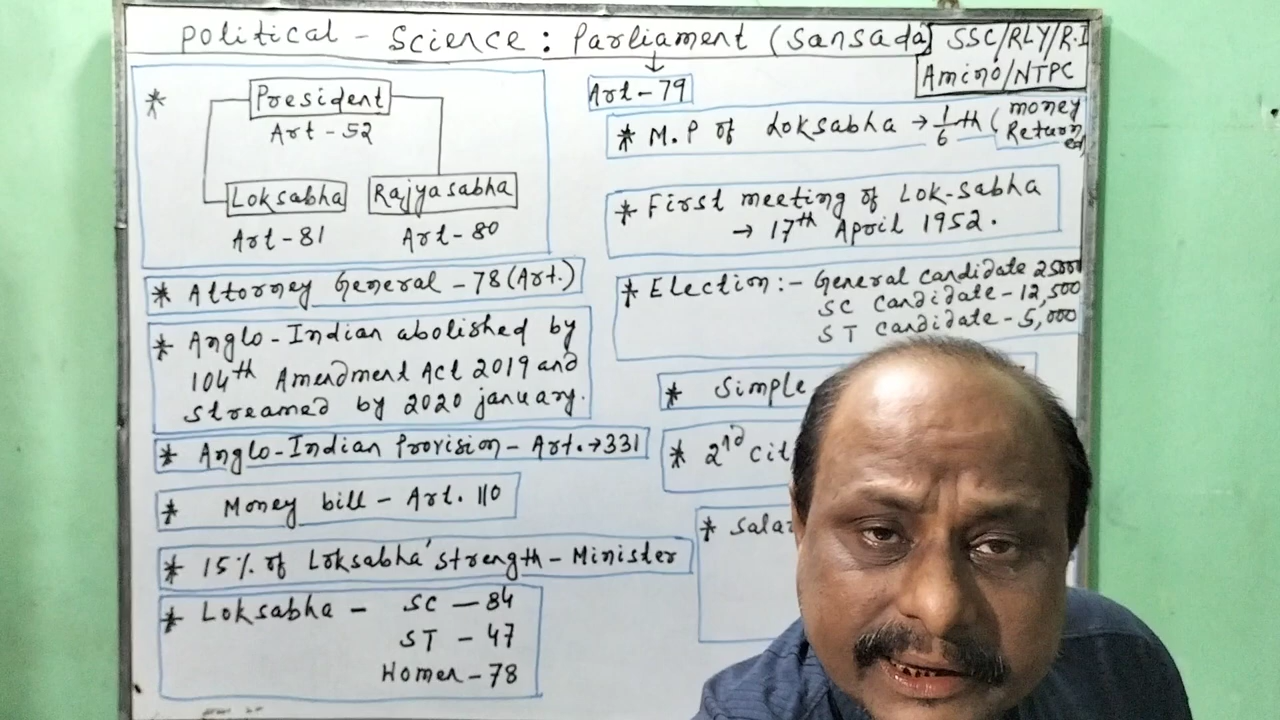 Political - Science : Parliament (Sansada)
SSC/RLY/R.I
Amino/NTPC
* President
Art - 52
Loksabha
Rajyasabha
Art - 81
Art - 80
* Attorney General - 78 (Art.)
* Anglo - Indian abolished by
104th Amendment Act 2019 and
streamed by 2020 january.
* Anglo - Indian Provision - Art. → 331
* Money bill - Art. 110
* 15% of Loksabha's strength - Minister
* Loksabha - SC - 84
ST - 47
Homen - 78
↓
Art - 79
* M.P of Loksabha → 1/6 th (money
Returned
* First meeting of Lok-Sabha
→ 17th April 1952.
* Election :- General candidate 25000
SC Candidate - 12,500
ST Candidate - 5,000
* Simple
* 2nd
*